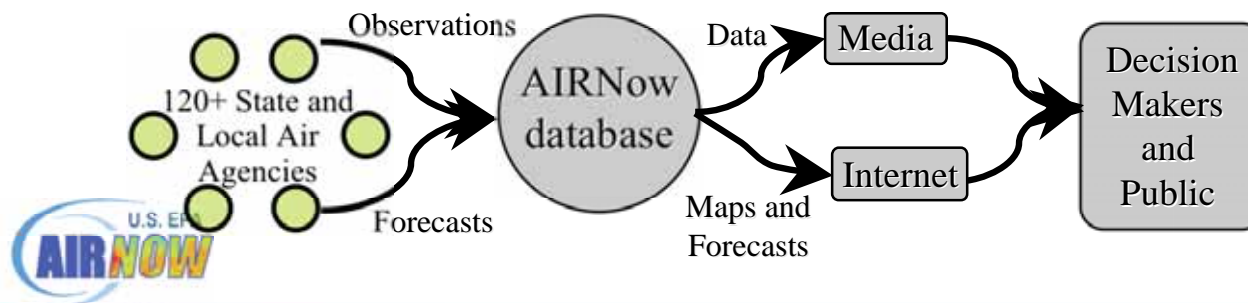 Observations
120+ State and
Local Air
Agencies
Forecasts
AIRNow
database
Data
Maps and
Forecasts
Media
Internet
Decision
Makers
and
Public
U.S. EPA
AIRNOW